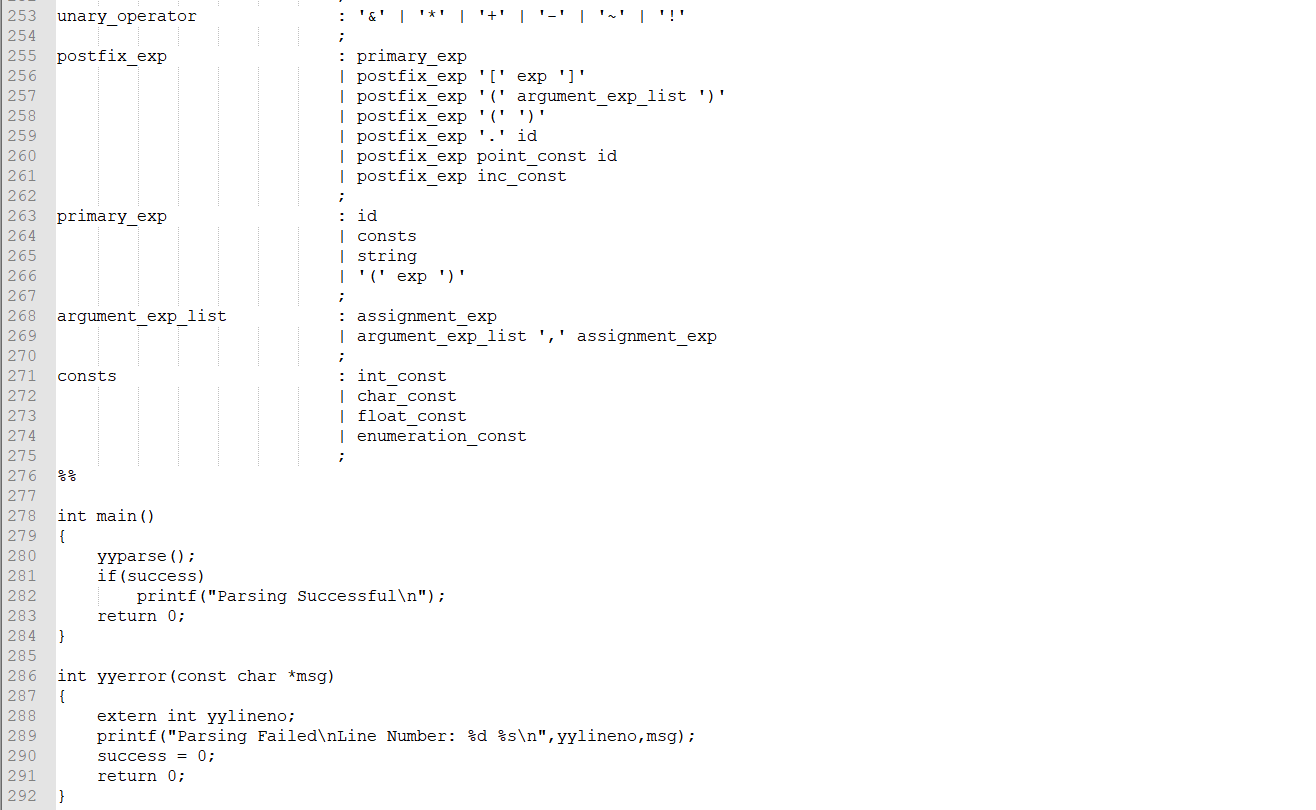 253 unary_operator : '&' | '*' | '+' | '-' | '~' | '!'
254 ;
255 postfix_exp : primary_exp
256 | postfix_exp '[' exp ']'
257 | postfix_exp '(' argument_exp_list ')'
258 | postfix_exp '(' ')'
259 | postfix_exp '.' id
260 | postfix_exp point_const id
261 | postfix_exp inc_const
262 ;
263 primary_exp : id
264 | consts
265 | string
266 | '(' exp ')'
267 ;
268 argument_exp_list : assignment_exp
269 | argument_exp_list ',' assignment_exp
270 ;
271 consts : int_const
272 | char_const
273 | float_const
274 | enumeration_const
275 ;
276 %%
277
278 int main()
279 {
280 yyparse();
281 if(success)
282 printf("Parsing Successful\n");
283 return 0;
284 }
285
286 int yyerror(const char *msg)
287 {
288 extern int yylineno;
289 printf("Parsing Failed\nLine Number: %d %s\n",yylineno,msg);
290 success = 0;
291 return 0;
292 }